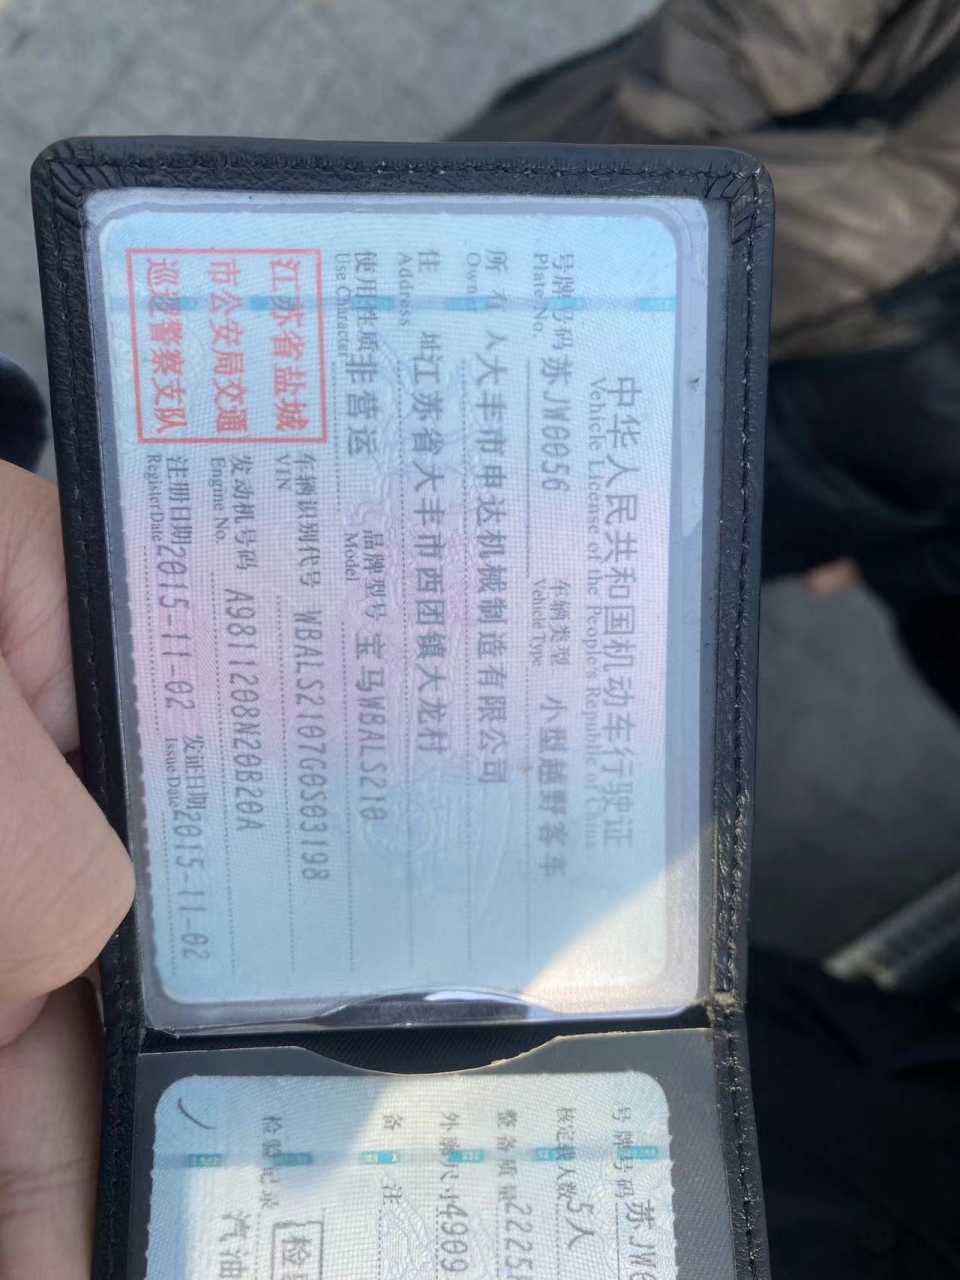 中华人民共和国机动车行驶证
Vehicle License of the People's Republic of China
号牌号码 苏JW0056 车辆类型 小型越野客车
Plate No. Vehicle Type
所有人 大丰市申达机械制造有限公司
Owner
住址 江苏省大丰市西团镇大龙村
Address
使用性质 非营运 品牌型号 宝马WBALS210
Use Character Model
江苏省盐城
市公安局交通
巡逻警察支队
车辆识别代号 WBALS2107G0S03198
VIN
发动机号码 A9811208N20B20A
Engine No.
注册日期 2015-11-02 发证日期 2015-11-02
Register Date Issue Date
号牌号码 苏JW0
核定载人数 5人
整备质量 2225
外廓尺寸 4909
备注
检验记录
汽油